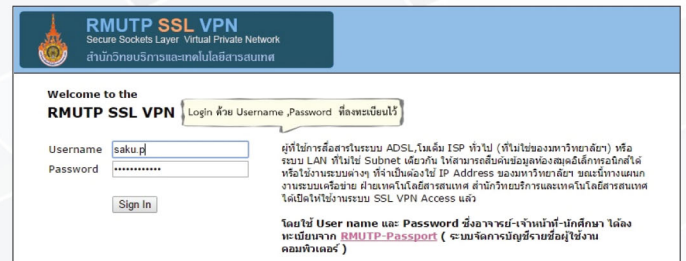 RMUTP SSL VPN
Secure Sockets Layer Virtual Private Network
สำนักวิทยบริการและเทคโนโลยีสารสนเทศ
Welcome to the
RMUTP SSL VPN
Login ด้วย Username ,Password ที่ลงทะเบียนไว้
Username saku.p
Password ••••••••••••
Sign In
ผู้ที่ใช้การสื่อสารในระบบ ADSL,โมเด็ม ISP ทั่วไป (ที่ไม่ใช่ของมหาวิทยาลัยฯ) หรือ
ระบบ LAN ที่ไม่ใช่ Subnet เดียวกัน ให้สามารถสืบค้นข้อมูลห้องสมุดอิเล็กทรอนิกส์ได้
หรือใช้งานระบบต่างๆ ที่จำเป็นต้องใช้ IP Address ของมหาวิทยาลัยฯ ขณะนี้ทางแผนก
งานระบบเครือข่าย ฝ่ายเทคโนโลยีสารสนเทศ สำนักวิทยบริการและเทคโนโลยีสารสนเทศ
ได้เปิดให้ใช้งานระบบ SSL VPN Access แล้ว
โดยใช้ User name และ Password ซึ่งอาจารย์-เจ้าหน้าที่-นักศึกษา ได้ลง
ทะเบียนจาก RMUTP-Passport ( ระบบจัดการบัญชีรายชื่อผู้ใช้งาน
คอมพิวเตอร์ )